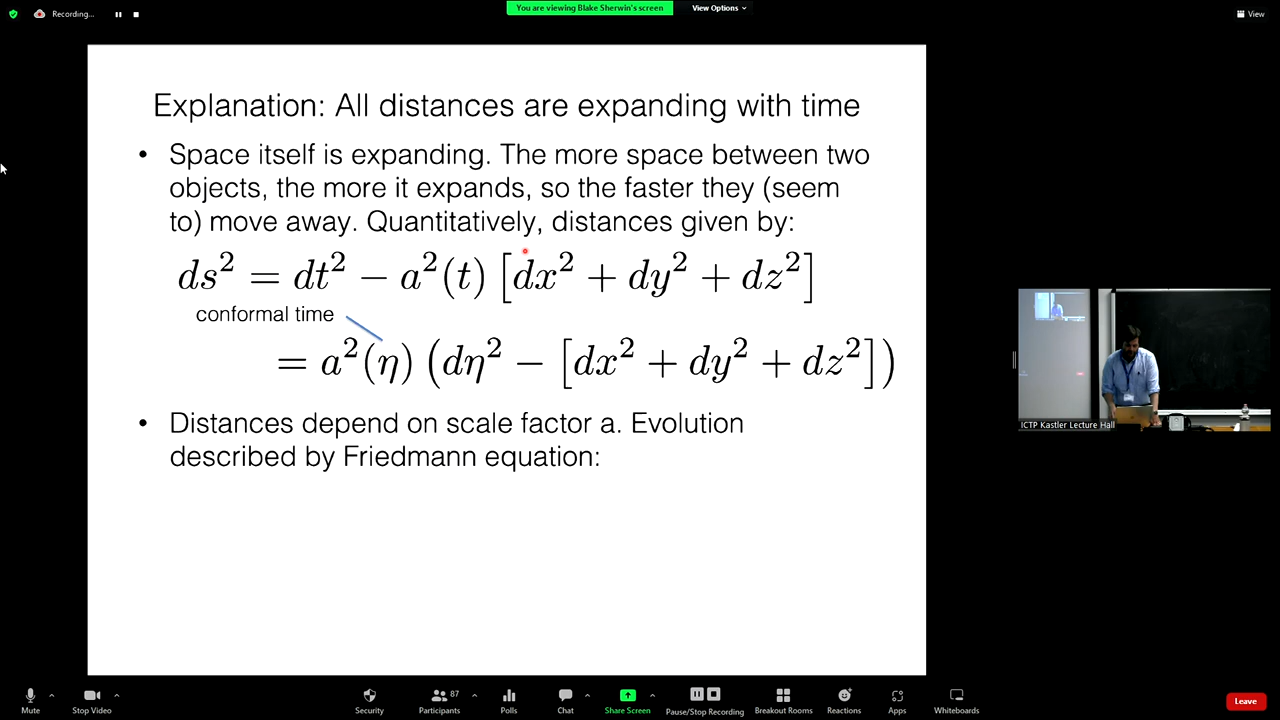 Recording...
You are viewing Blake Sherwin's screen
View Options
View
Explanation: All distances are expanding with time
• Space itself is expanding. The more space between two
objects, the more it expands, so the faster they (seem
to) move away. Quantitatively, distances given by:
ds² = dt² − a²(t) [dx² + dy² + dz²]
conformal time
= a²(η) (dη² − [dx² + dy² + dz²])
• Distances depend on scale factor a. Evolution
described by Friedmann equation:
ICTP Kastler Lecture Hall
Mute
Stop Video
Security
Participants
87
Polls
Chat
Share Screen
Pause/Stop Recording
Breakout Rooms
Reactions
Apps
Whiteboards
Leave